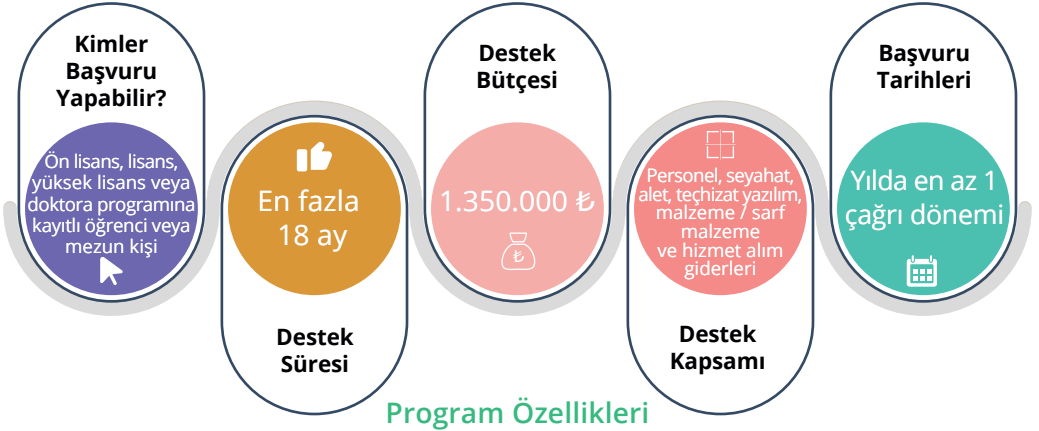 Kimler
Başvuru
Yapabilir?
Ön lisans, lisans,
yüksek lisans veya
doktora programına
kayıtlı öğrenci veya
mezun kişi
En fazla
18 ay
Destek
Süresi
Destek
Bütçesi
1.350.000 ₺
₺
Personel, seyahat,
alet, teçhizat yazılım,
malzeme / sarf
malzeme
ve hizmet alım
giderleri
Destek
Kapsamı
Başvuru
Tarihleri
Yılda en az 1
çağrı dönemi
Program Özellikleri